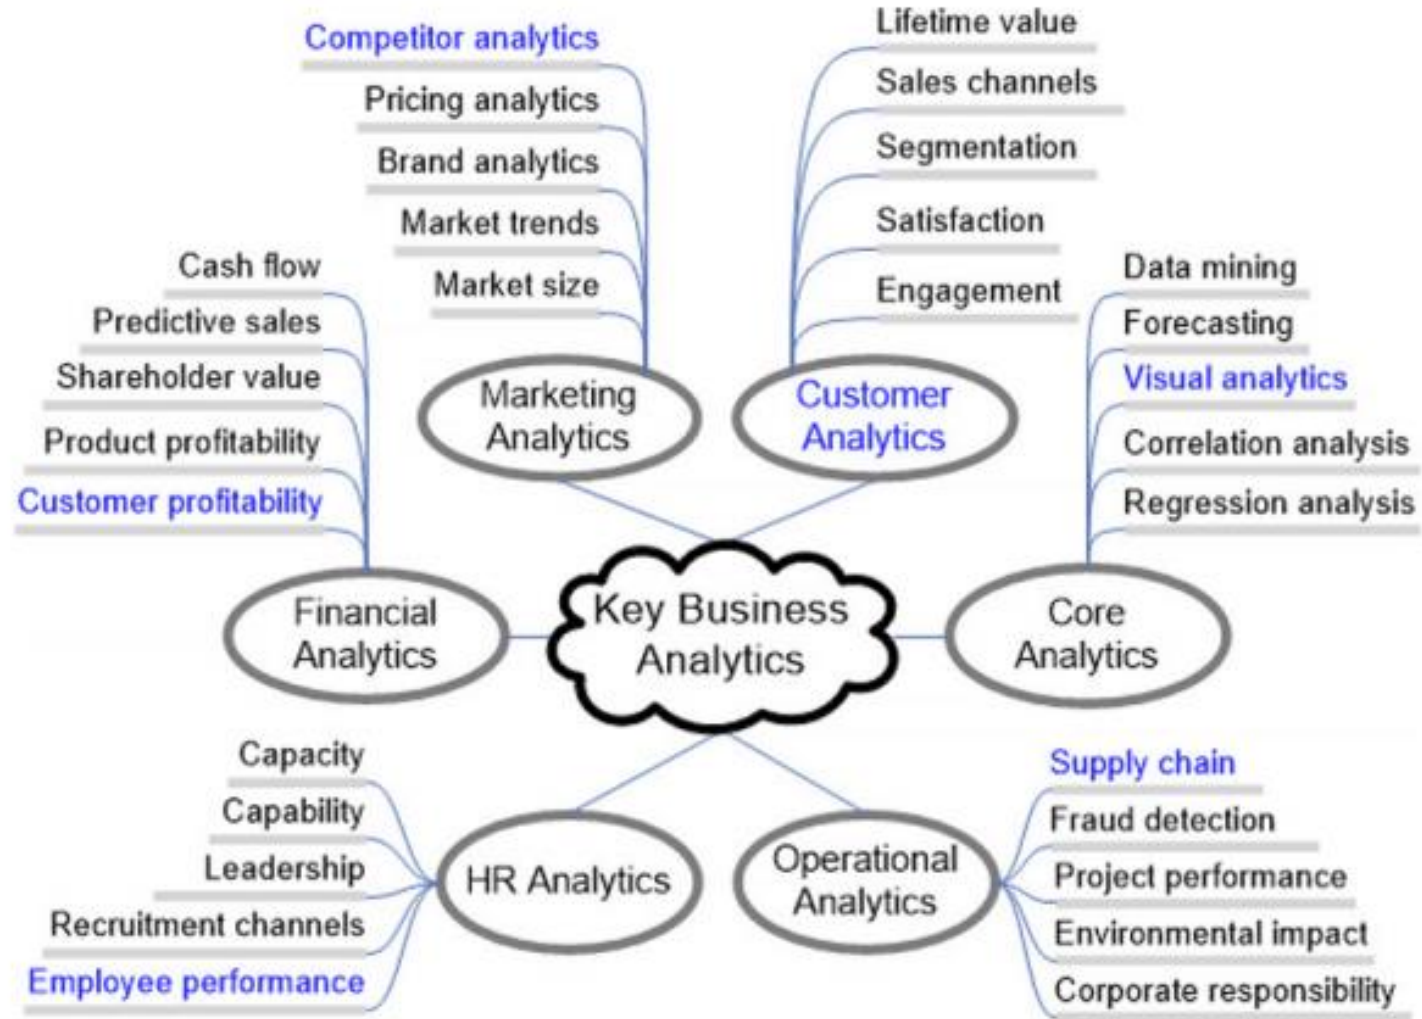 Competitor analytics
Pricing analytics
Brand analytics
Market trends
Market size
Marketing
Analytics
Lifetime value
Sales channels
Segmentation
Satisfaction
Engagement
Customer
Analytics
Cash flow
Predictive sales
Shareholder value
Product profitability
Customer profitability
Financial
Analytics
Key Business
Analytics
Data mining
Forecasting
Visual analytics
Correlation analysis
Regression analysis
Core
Analytics
Capacity
Capability
Leadership
Recruitment channels
Employee performance
HR Analytics
Operational
Analytics
Supply chain
Fraud detection
Project performance
Environmental impact
Corporate responsibility